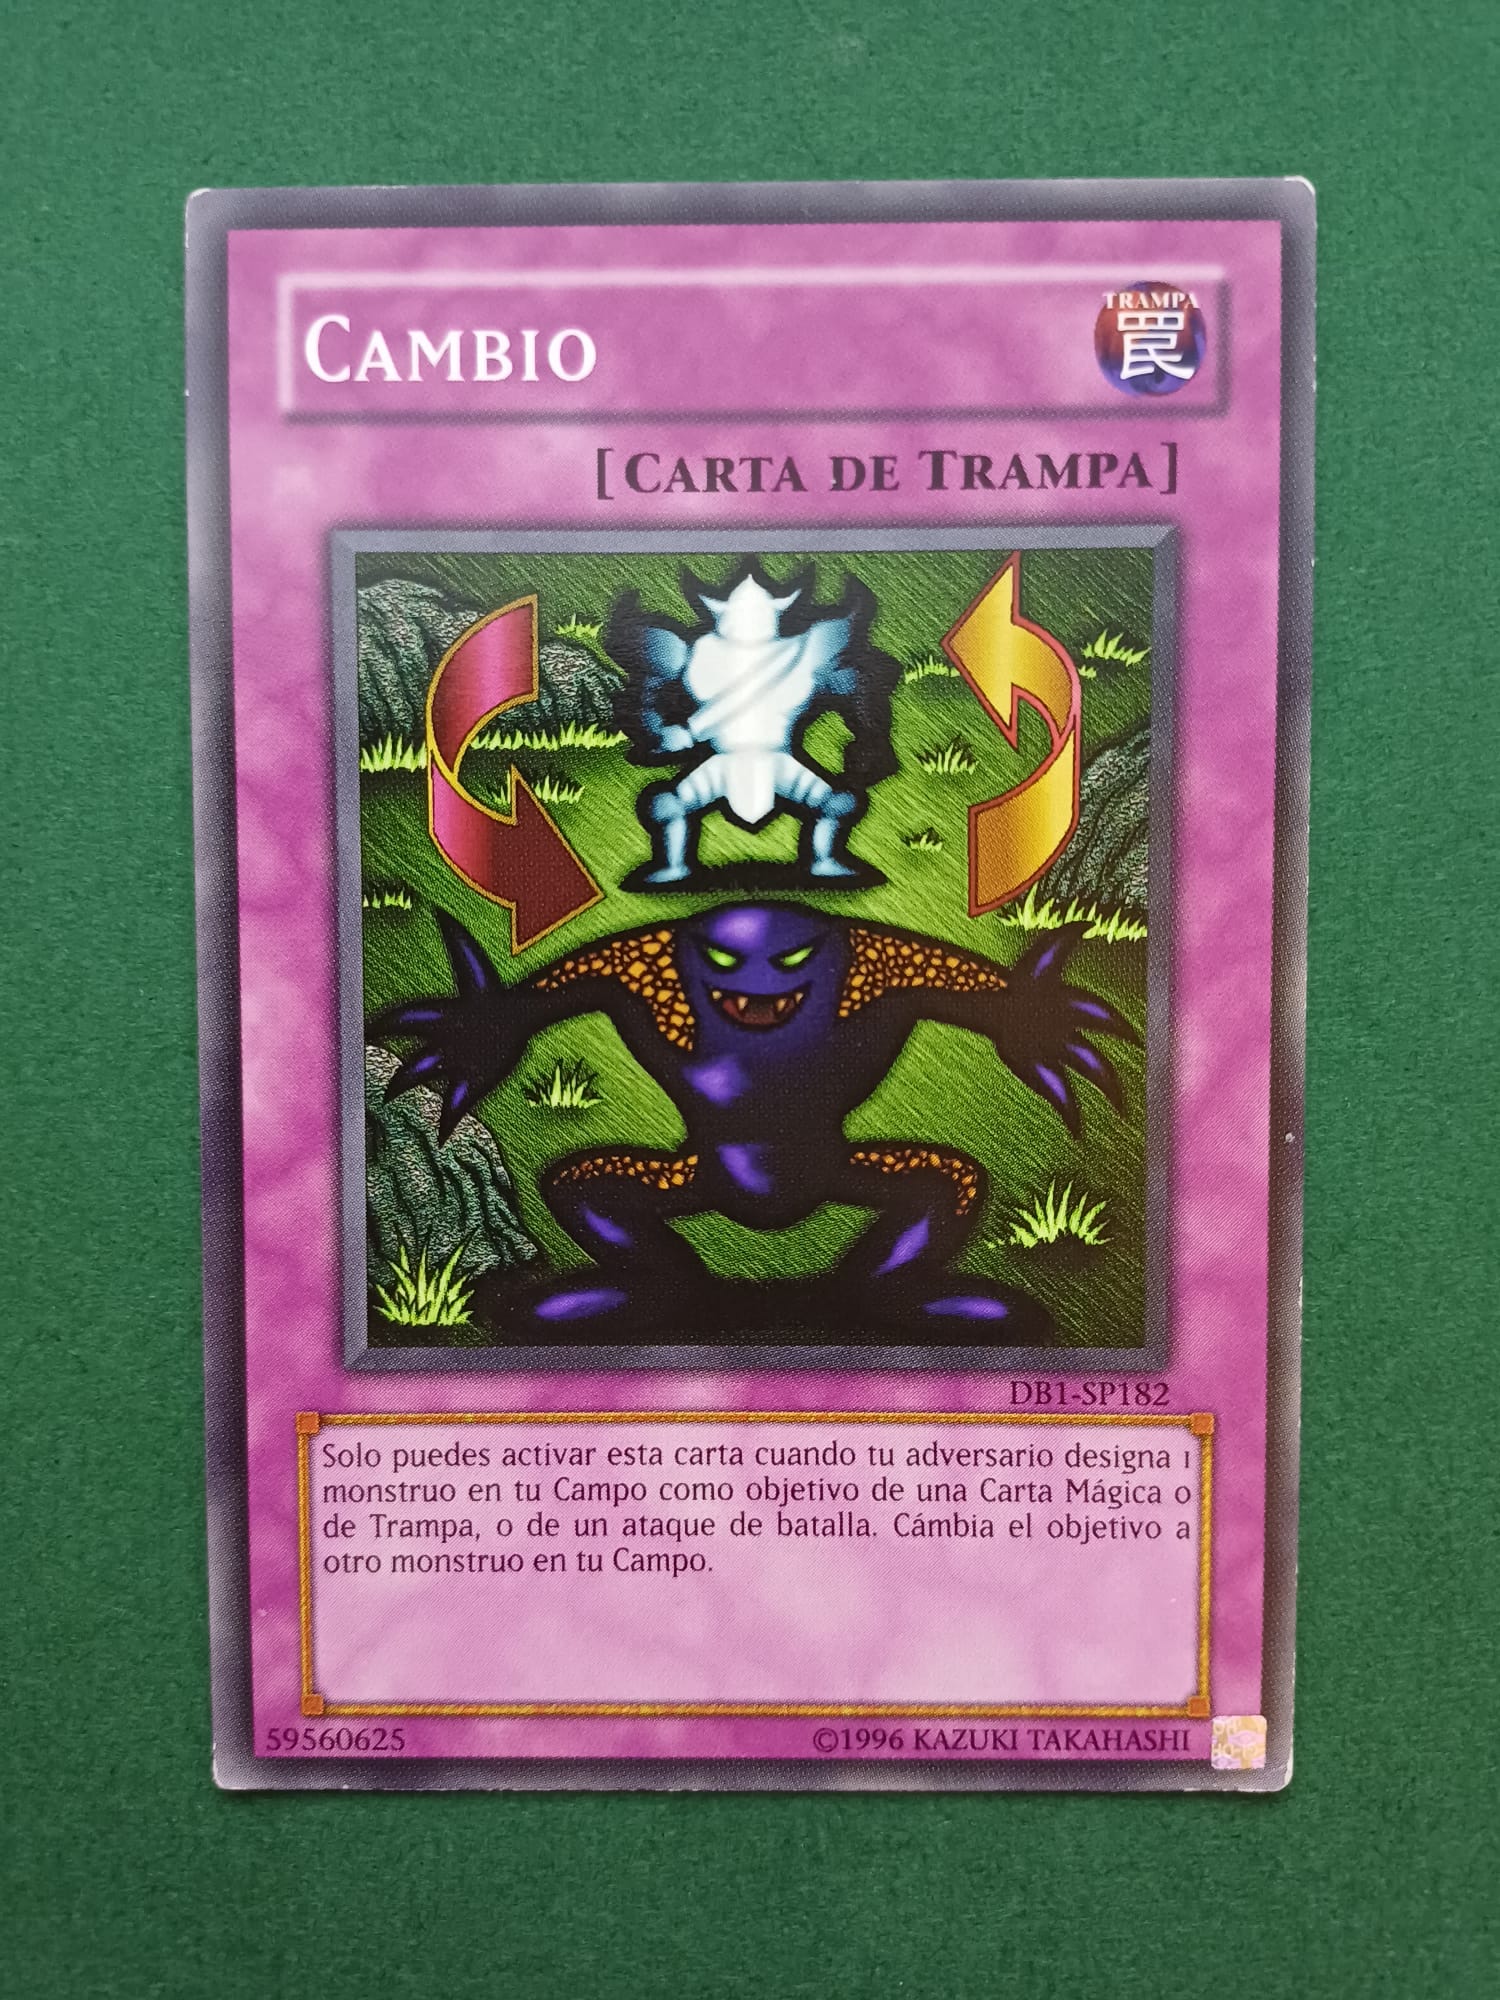 CAMBIO
TRAMPA
罠
[CARTA DE TRAMPA]
DB1-SP182
Solo puedes activar esta carta cuando tu adversario designa 1
monstruo en tu Campo como objetivo de una Carta Mágica o
de Trampa, o de un ataque de batalla. Cámbia el objetivo a
otro monstruo en tu Campo.
59560625
©1996 KAZUKI TAKAHASHI